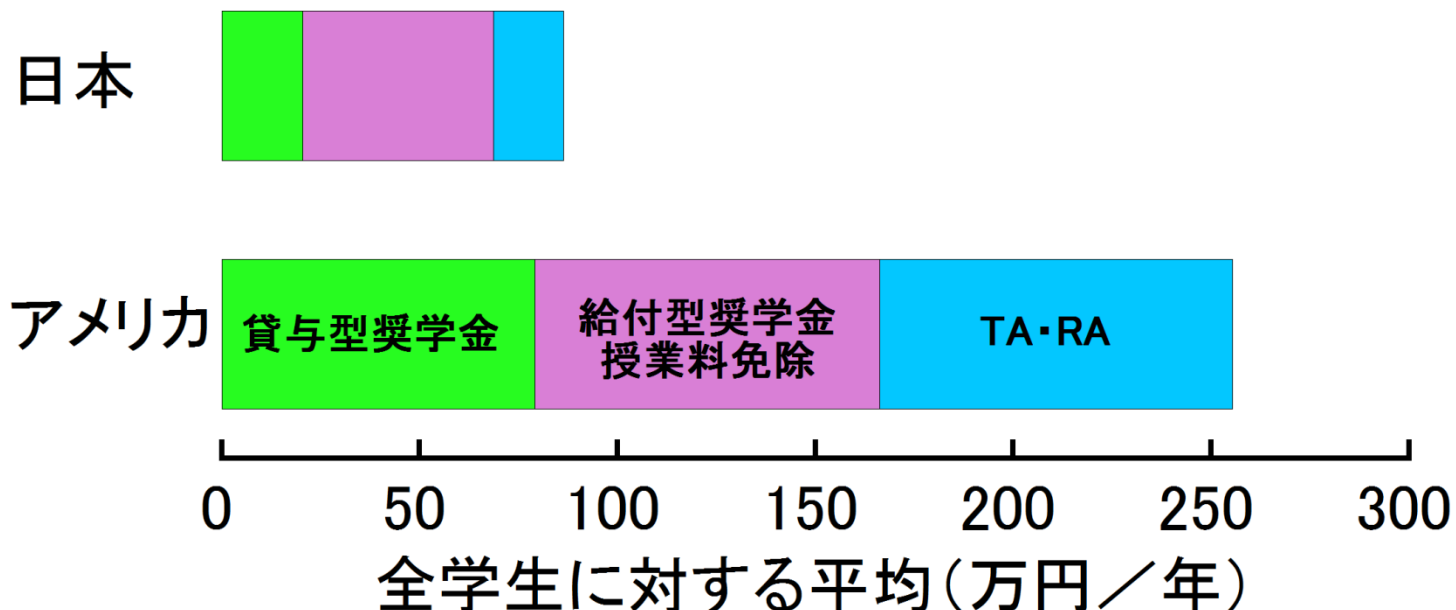 日本
アメリカ
貸与型奨学金
給付型奨学金
授業料免除
TA・RA
0 50 100 150 200 250 300
全学生に対する平均(万円/年)